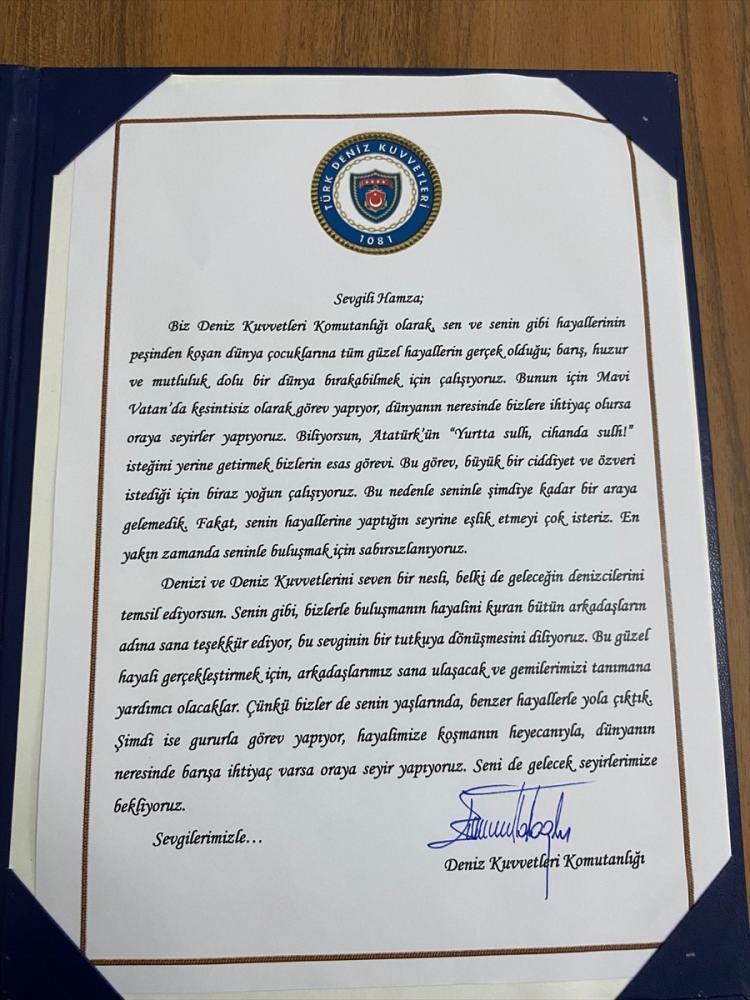 TÜRK DENİZ KUVVETLERİ
1081
Sevgili Hamza;
Biz Deniz Kuvvetleri Komutanlığı olarak, sen ve senin gibi hayallerinin
peşinden koşan dünya çocuklarına tüm güzel hayallerin gerçek olduğu; barış, huzur
ve mutluluk dolu bir dünya bırakabilmek için çalışıyoruz. Bunun için Mavi
Vatan’da kesintisiz olarak görev yapıyor, dünyanın neresinde bizlere ihtiyaç olursa
oraya seyirler yapıyoruz. Biliyorsun, Atatürk’ün “Yurtta sulh, cihanda sulh!”
isteğini yerine getirmek bizlerin esas görevi. Bu görev, büyük bir ciddiyet ve özveri
istediği için biraz yoğun çalışıyoruz. Bu nedenle seninle şimdiye kadar bir araya
gelemedik. Fakat, senin hayallerine yaptığın seyrine eşlik etmeyi çok isteriz. En
yakın zamanda seninle buluşmak için sabırsızlanıyoruz.
Denizi ve Deniz Kuvvetlerini seven bir nesli, belki de geleceğin denizcilerini
temsil ediyorsun. Senin gibi, bizlerle buluşmanın hayalini kuran bütün arkadaşların
adına sana teşekkür ediyor, bu sevginin bir tutkuya dönüşmesini diliyoruz. Bu güzel
hayali gerçekleştirmek için, arkadaşlarımız sana ulaşacak ve gemilerimizi tanımana
yardımcı olacaklar. Çünkü bizler de senin yaşlarında, benzer hayallerle yola çıktık.
Şimdi ise gururla görev yapıyor, hayalimize koşmanın heyecanıyla, dünyanın
neresinde barışa ihtiyaç varsa oraya seyir yapıyoruz. Seni de gelecek seyirlerimize
bekliyoruz.
Sevgilerimizle…
Deniz Kuvvetleri Komutanlığı